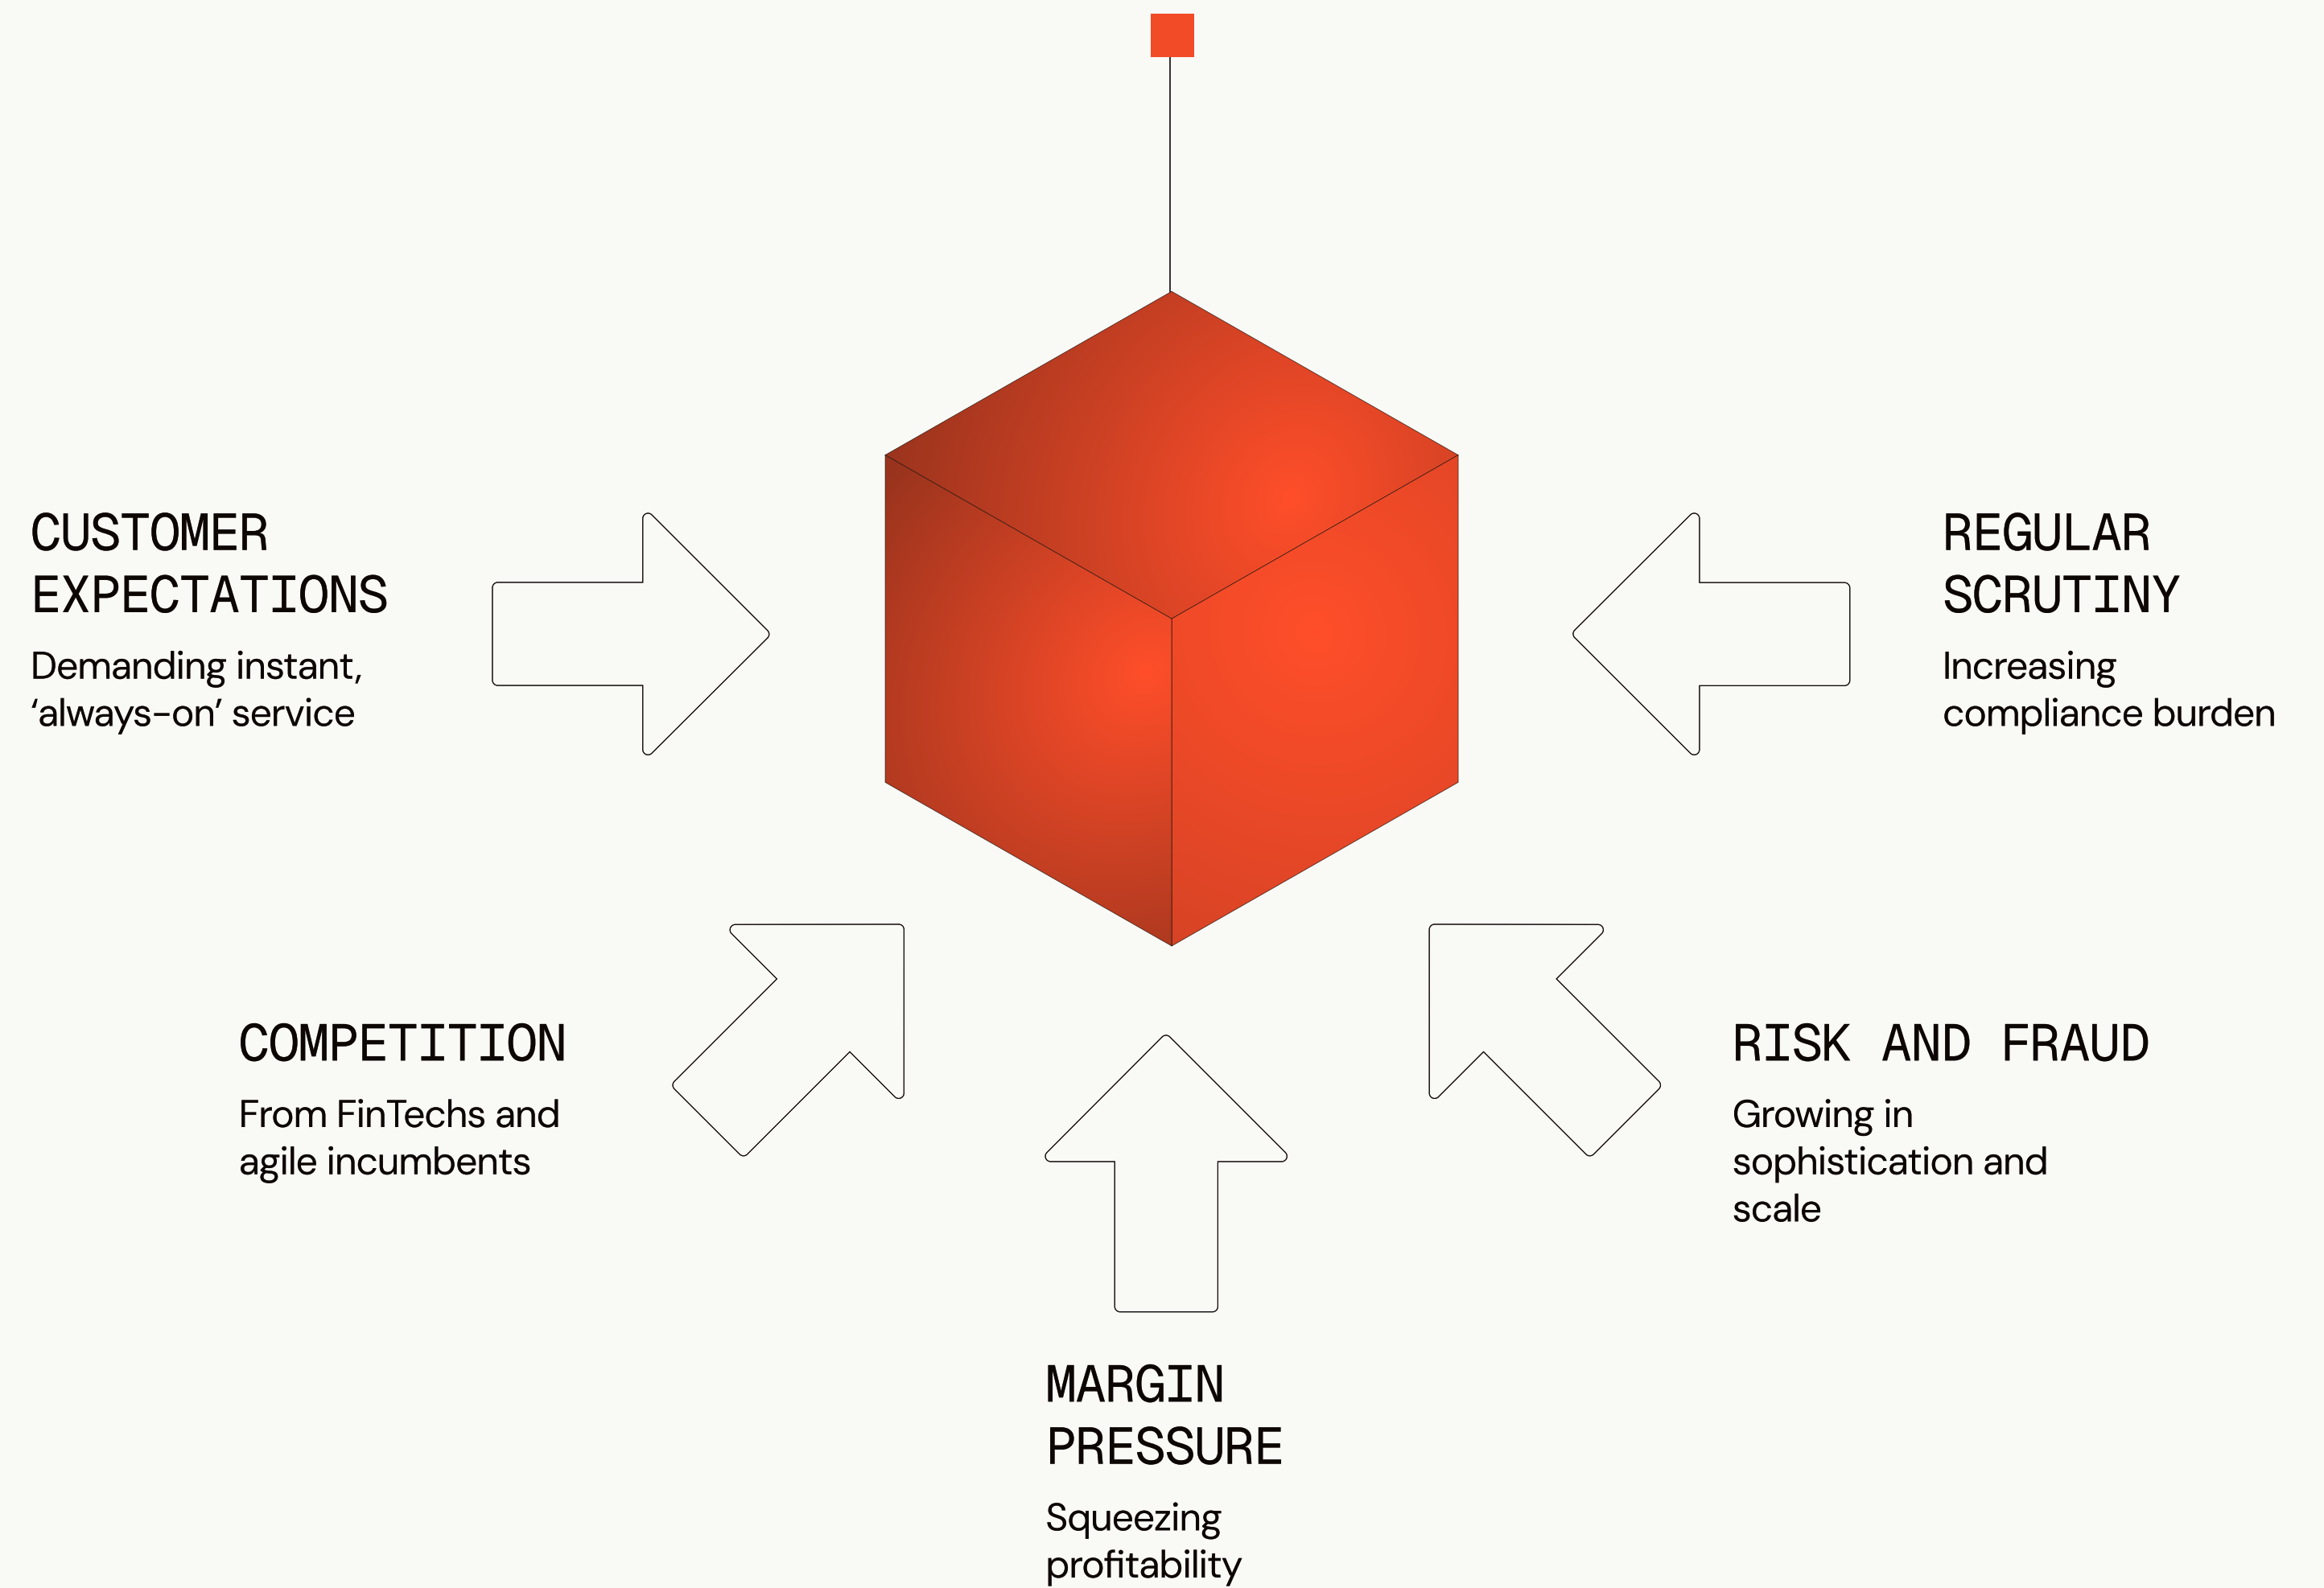 CUSTOMER
EXPECTATIONS
Demanding instant,
‘always-on’ service
REGULAR
SCRUTINY
Increasing
compliance burden
COMPETITION
From FinTechs and
agile incumbents
RISK AND FRAUD
Growing in
sophistication and
scale
MARGIN
PRESSURE
Squeezing
profitability